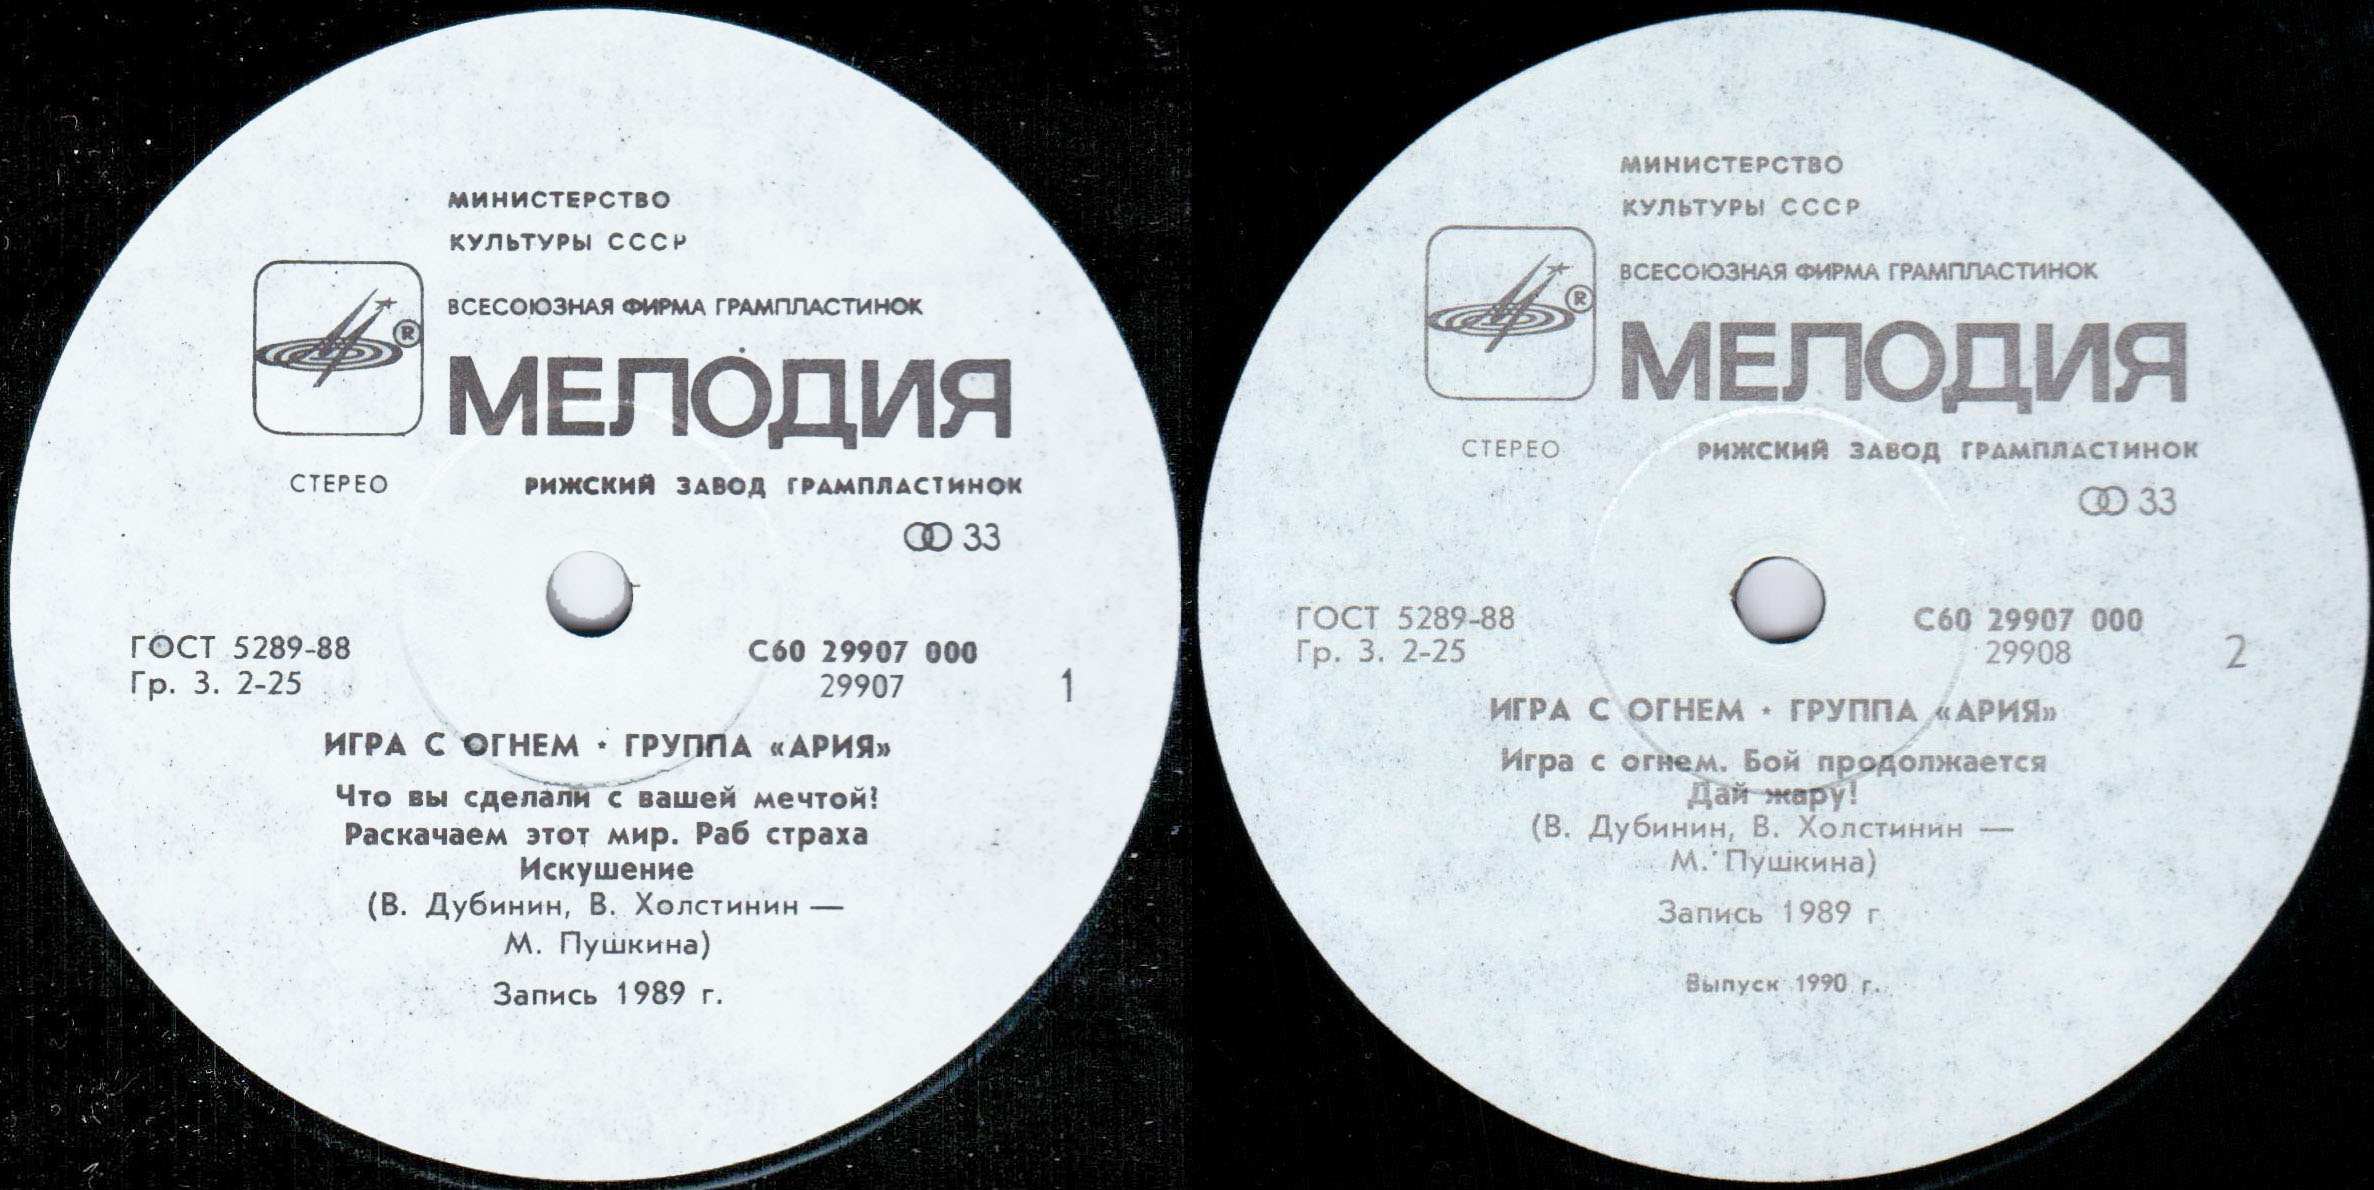 МИНИСТЕРСТВО
КУЛЬТУРЫ СССР
ВСЕСОЮЗНАЯ ФИРМА ГРАМПЛАСТИНОК
®
МЕЛОДИЯ
СТЕРЕО
РИЖСКИЙ ЗАВОД ГРАМПЛАСТИНОК
33
ГОСТ 5289-88
Гр. 3. 2-25
С60 29907 000
29907
1
ИГРА С ОГНЕМ · ГРУППА «АРИЯ»
Что вы сделали с вашей мечтой?
Раскачаем этот мир. Раб страха
Искушение
(В. Дубинин, В. Холстинин —
М. Пушкина)
Запись 1989 г.
МИНИСТЕРСТВО
КУЛЬТУРЫ СССР
ВСЕСОЮЗНАЯ ФИРМА ГРАМПЛАСТИНОК
®
МЕЛОДИЯ
СТЕРЕО
РИЖСКИЙ ЗАВОД ГРАМПЛАСТИНОК
33
ГОСТ 5289-88
Гр. 3. 2-25
С60 29907 000
29908
2
ИГРА С ОГНЕМ · ГРУППА «АРИЯ»
Игра с огнем. Бой продолжается
Дай жару!
(В. Дубинин, В. Холстинин —
М. Пушкина)
Запись 1989 г
Выпуск 1990 г.